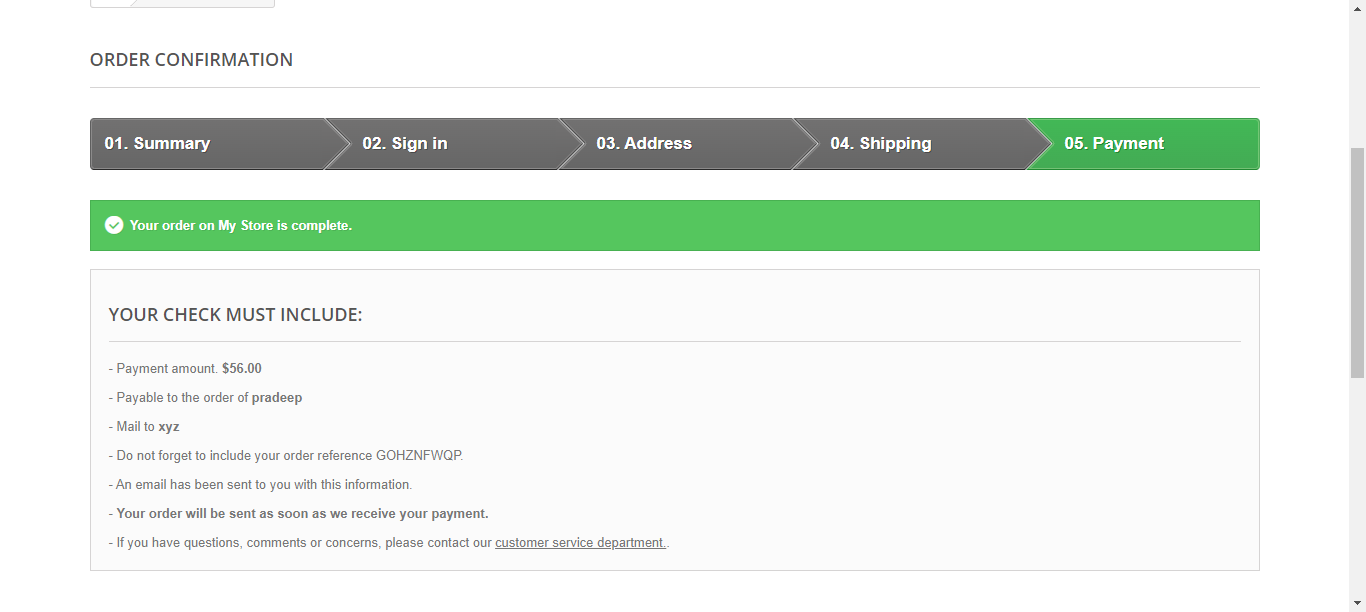 ORDER CONFIRMATION
01. Summary
02. Sign in
03. Address
04. Shipping
05. Payment
Your order on My Store is complete.
YOUR CHECK MUST INCLUDE:
- Payment amount. $56.00
- Payable to the order of pradeep
- Mail to xyz
- Do not forget to include your order reference GOHZNFWQP.
- An email has been sent to you with this information.
- Your order will be sent as soon as we receive your payment.
- If you have questions, comments or concerns, please contact our customer service department..